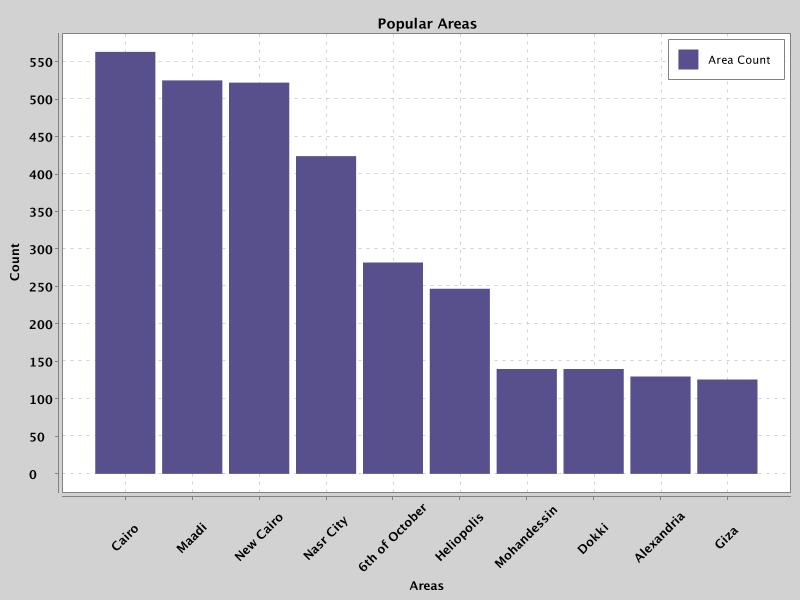 Popular Areas
Area Count
Count
550
500
450
400
350
300
250
200
150
100
50
0
Cairo
Maadi
New Cairo
Nasr City
6th of October
Heliopolis
Mohandessin
Dokki
Alexandria
Giza
Areas